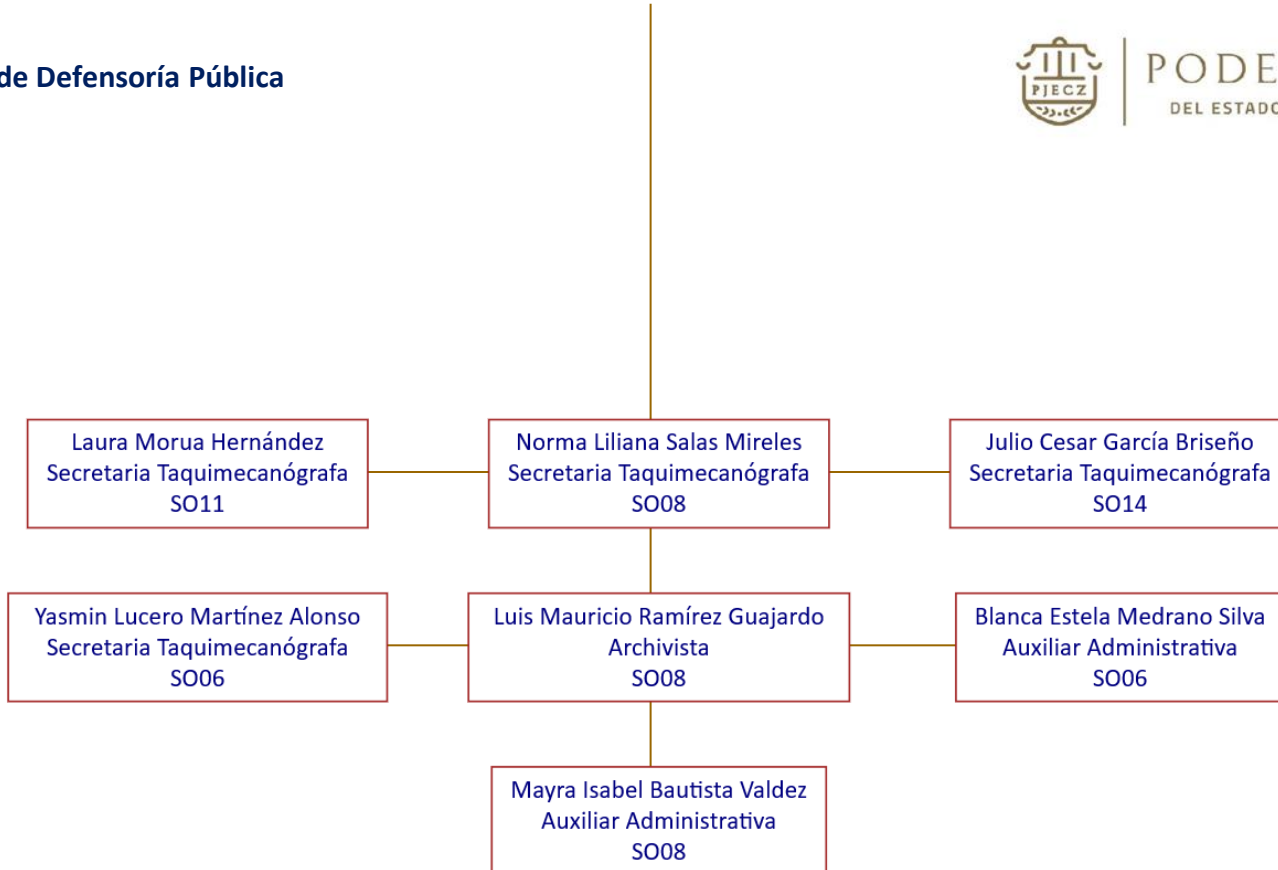 de Defensoría Pública
PJECZ
PODE
DEL ESTADO
Laura Morua Hernández
Secretaria Taquimecanógrafa
SO11
Norma Liliana Salas Mireles
Secretaria Taquimecanógrafa
SO08
Julio Cesar García Briseño
Secretaria Taquimecanógrafa
SO14
Yasmin Lucero Martínez Alonso
Secretaria Taquimecanógrafa
SO06
Luis Mauricio Ramírez Guajardo
Archivista
SO08
Blanca Estela Medrano Silva
Auxiliar Administrativa
SO06
Mayra Isabel Bautista Valdez
Auxiliar Administrativa
SO08